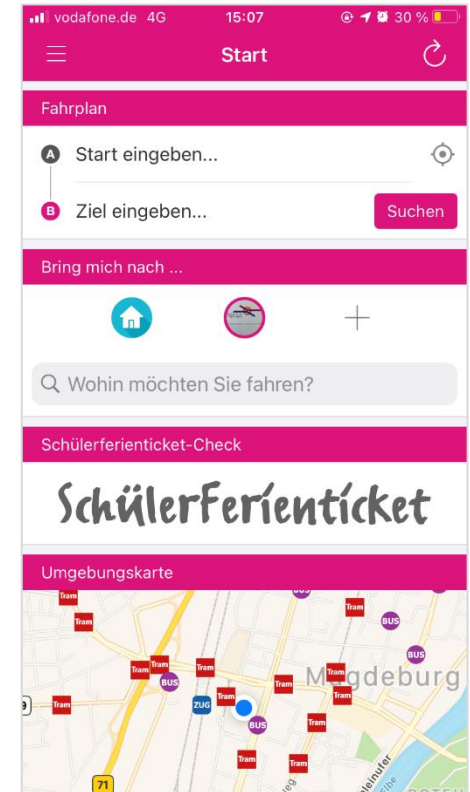 vodafone.de 4G 15:07 30 %
Start
Fahrplan
A Start eingeben...
B Ziel eingeben...
Suchen
Bring mich nach ...
Wohin möchten Sie fahren?
Schülerferienticket-Check
SchülerFerienticket
Umgebungskarte
Tram
Tram
Tram
BUS
BUS
Tram
Tram
Tram
Tram
BUS
Tram
Magdeburg
Tram
ZUG
Tram
Tram
BUS
Tram
Tram
Tram
71